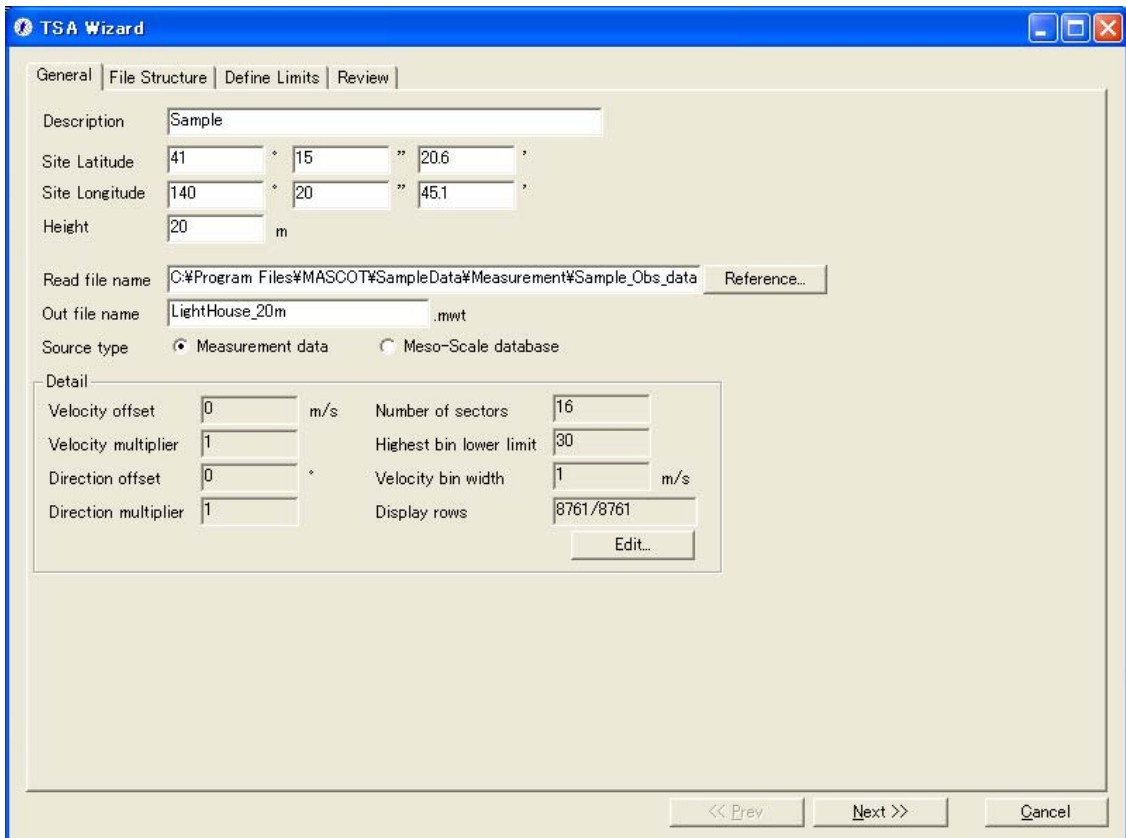 TSA Wizard
General File Structure Define Limits Review
Description Sample
Site Latitude 41 ° 15 ” 20.6 ’
Site Longitude 140 ° 20 ” 45.1 ’
Height 20 m
Read file name C:¥Program Files¥MASCOT¥SampleData¥Measurement¥Sample_Obs_data Reference...
Out file name LightHouse_20m .mwt
Source type Measurement data Meso-Scale database
Detail
Velocity offset 0 m/s Number of sectors 16
Velocity multiplier 1 Highest bin lower limit 30
Direction offset 0 ° Velocity bin width 1 m/s
Direction multiplier 1 Display rows 8761/8761
Edit...
<< Prev Next >> Cancel